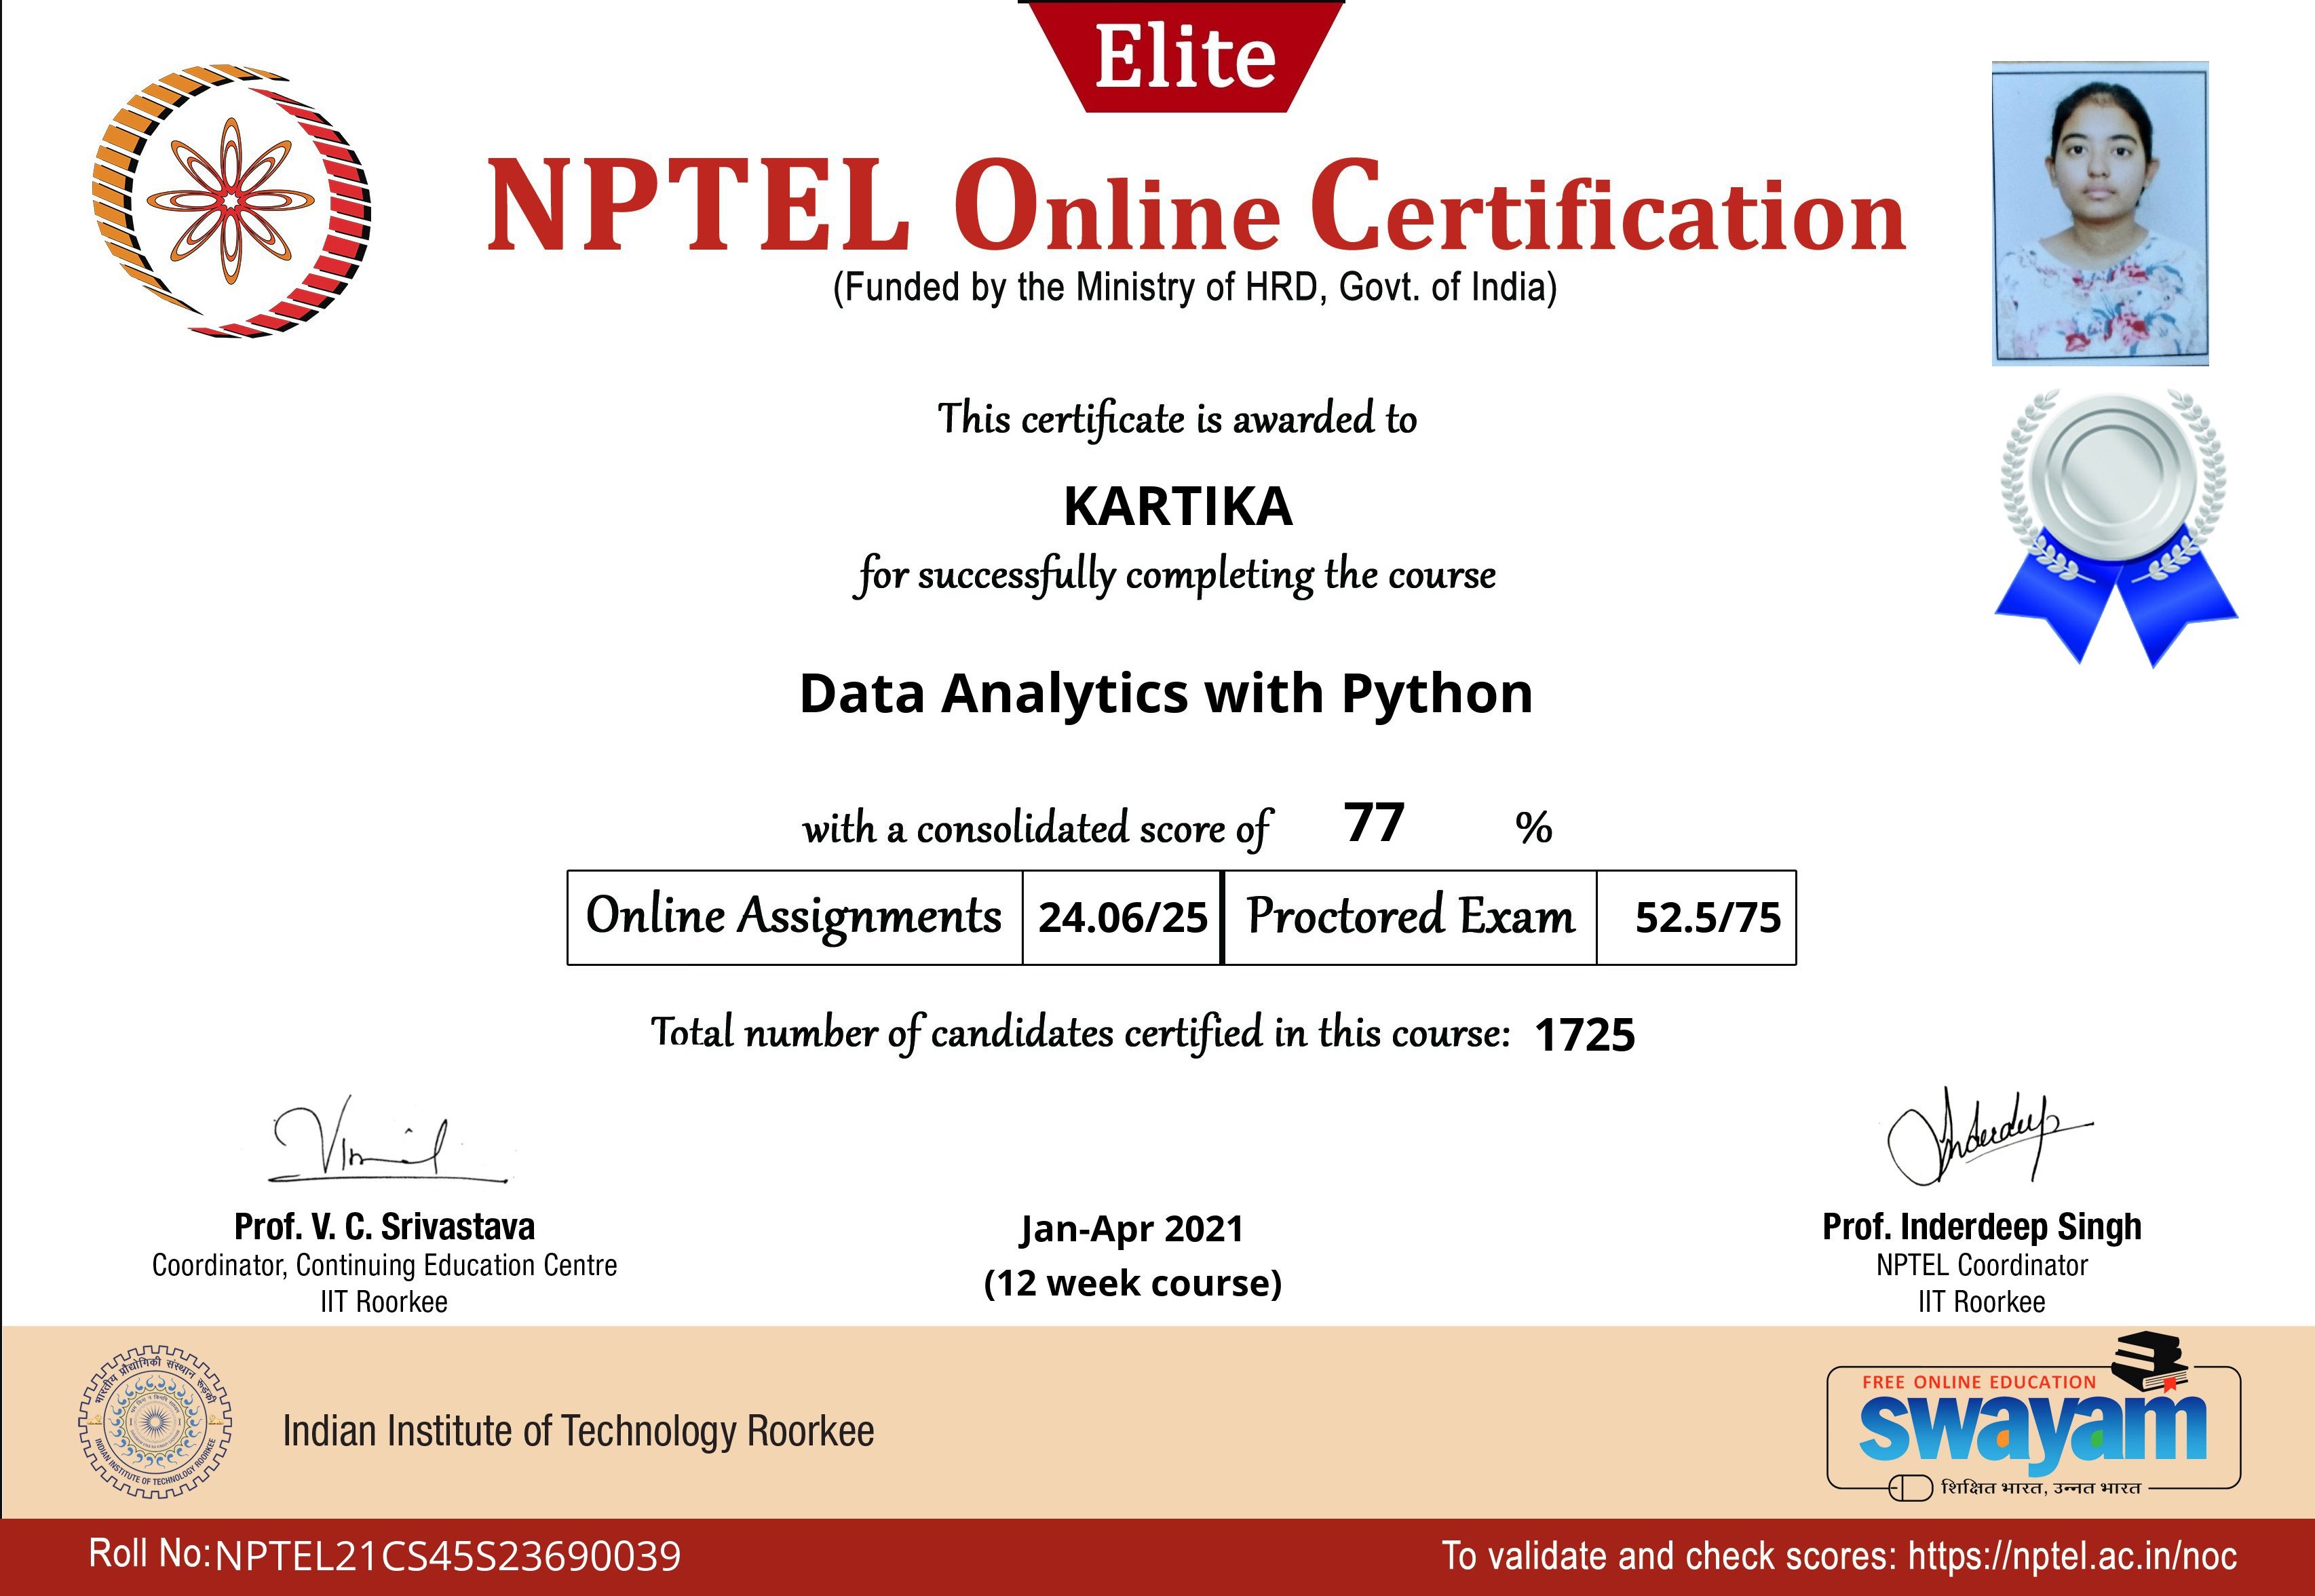 Elite
NPTEL Online Certification
(Funded by the Ministry of HRD, Govt. of India)
This certificate is awarded to
KARTIKA
for successfully completing the course
Data Analytics with Python
with a consolidated score of 77 %
Online Assignments 24.06/25 Proctored Exam 52.5/75
Total number of candidates certified in this course: 1725
Vimal
Inderdeep
Prof. V. C. Srivastava
Coordinator, Continuing Education Centre
IIT Roorkee
Jan-Apr 2021
(12 week course)
Prof. Inderdeep Singh
NPTEL Coordinator
IIT Roorkee
भारतीय प्रौद्योगिकी संस्थान रूड़की
INDIAN INSTITUTE OF TECHNOLOGY ROORKEE
Indian Institute of Technology Roorkee
FREE ONLINE EDUCATION
swayam
शिक्षित भारत, उन्नत भारत
Roll No: NPTEL21CS45S23690039
To validate and check scores: https://nptel.ac.in/noc